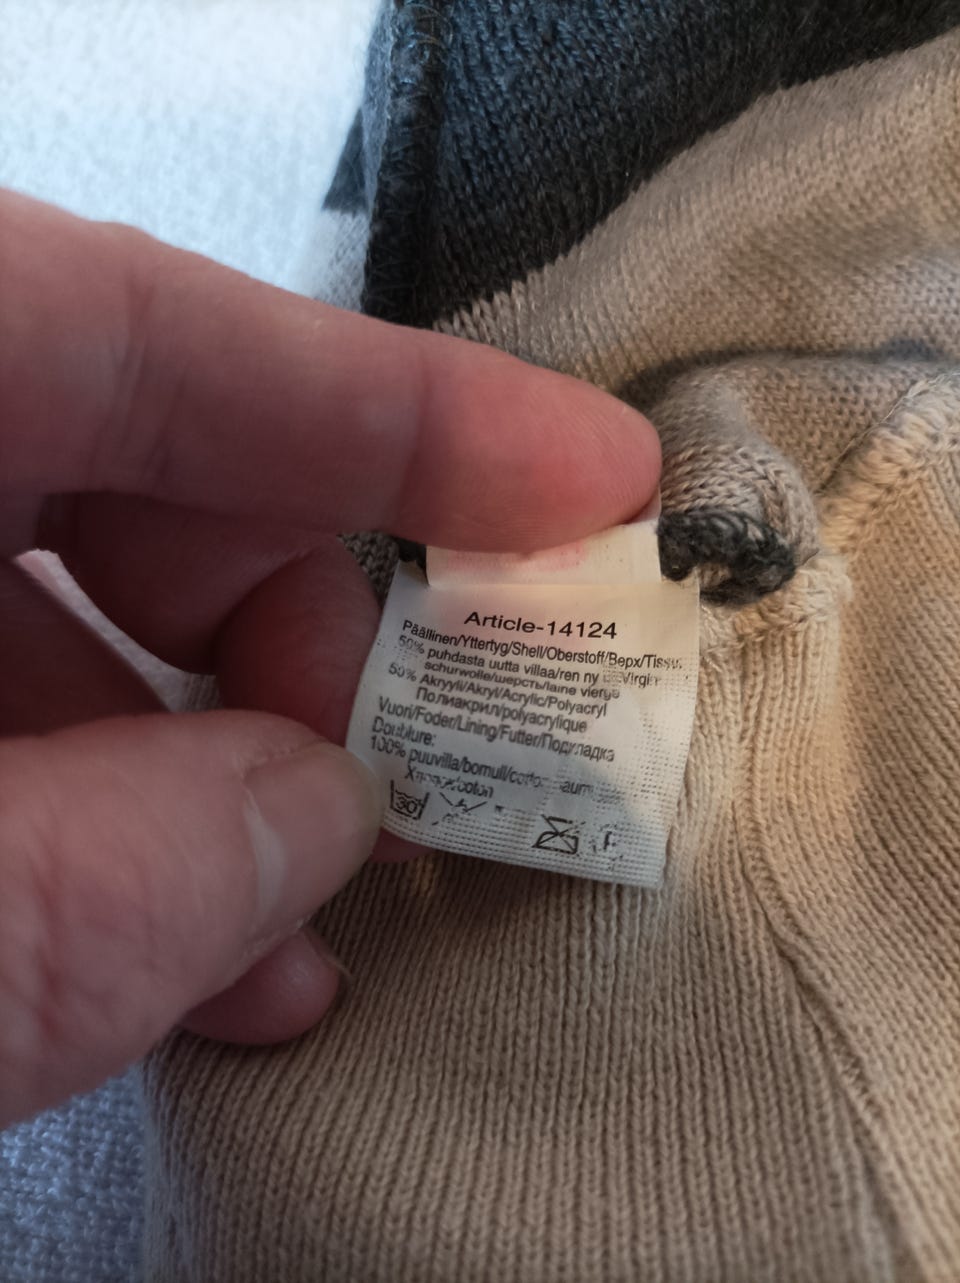 Article-14124
Päällinen/Yttertyg/Shell/Oberstoff/Верх/Tissu:
50% puhdasta uutta villaa/ren ny
schurwolle/шерсть/laine vierge
50% Akryyli/Akryl/Acrylic/Polyacryl
Полиакрил/polyacrylique
Vuori/Foder/Lining/Futter/Подкладка
Doublure:
100% puuvilla/bomull/
30